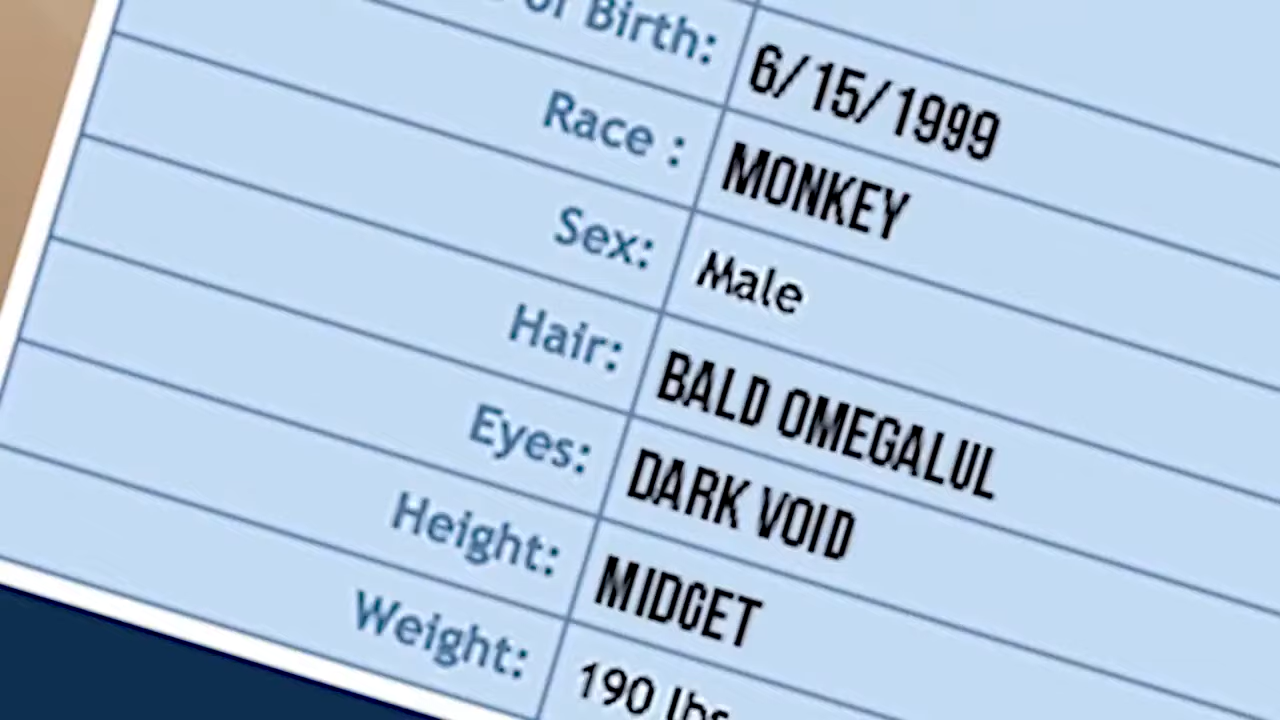 of Birth: 6/15/1999
Race : MONKEY
Sex: Male
Hair: BALD OMEGALUL
Eyes: DARK VOID
Height: MIDGET
Weight: 190 lbs